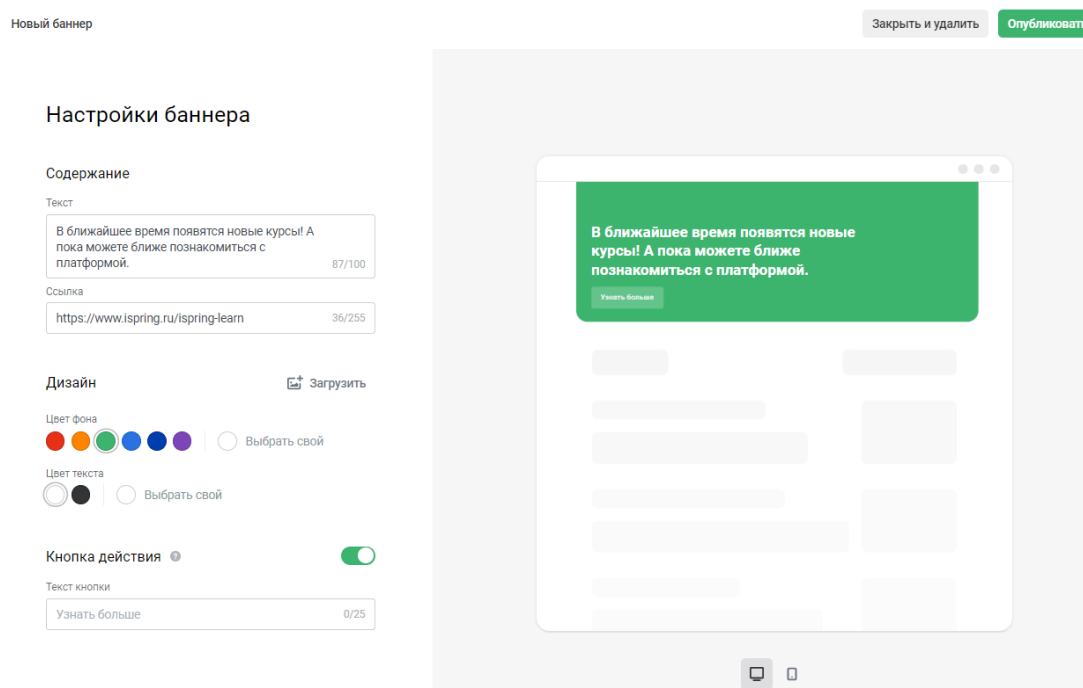 Новый баннер
Закрыть и удалить
Опубликовать
Настройки баннера
Содержание
Текст
В ближайшее время появятся новые курсы! А
пока можете ближе познакомиться с
платформой.
87/100
Ссылка
https://www.ispring.ru/ispring-learn
36/255
Дизайн
Загрузить
Цвет фона
Выбрать свой
Цвет текста
Выбрать свой
Кнопка действия
?
Текст кнопки
Узнать больше
0/25
В ближайшее время появятся новые
курсы! А пока можете ближе
познакомиться с платформой.
Узнать больше